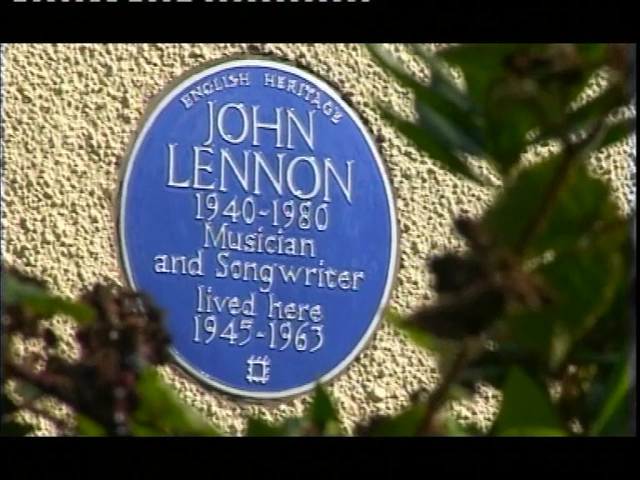 ENGLISH HERITAGE
JOHN
LENNON
1940-1980
Musician
and Songwriter
lived here
1945-1963